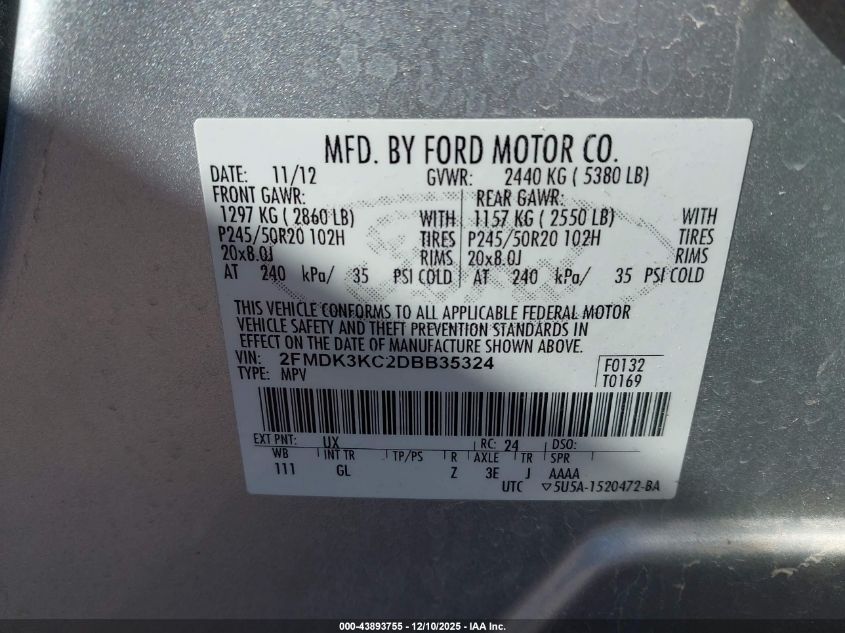 MFD. BY FORD MOTOR CO.
DATE: 11/12 GVWR: 2440 KG ( 5380 LB)
FRONT GAWR: REAR GAWR:
1297 KG ( 2860 LB) WITH 1157 KG ( 2550 LB) WITH
P245/50R20 102H TIRES P245/50R20 102H TIRES
20x8.0J RIMS 20x8.0J RIMS
AT 240 kPa/ 35 PSI COLD AT 240 kPa/ 35 PSI COLD
THIS VEHICLE CONFORMS TO ALL APPLICABLE FEDERAL MOTOR
VEHICLE SAFETY AND THEFT PREVENTION STANDARDS IN
EFFECT ON THE DATE OF MANUFACTURE SHOWN ABOVE.
VIN: 2FMDK3KC2DBB35324 F0132
TYPE: MPV T0169
EXT PNT: UX RC: 24 DSO:
WB INT TR TP/PS R AXLE TR SPR
111 GL Z 3E J AAAA
UTC ▽5U5A-1520472-BA
000-43893755 - 12/10/2025 - IAA Inc.